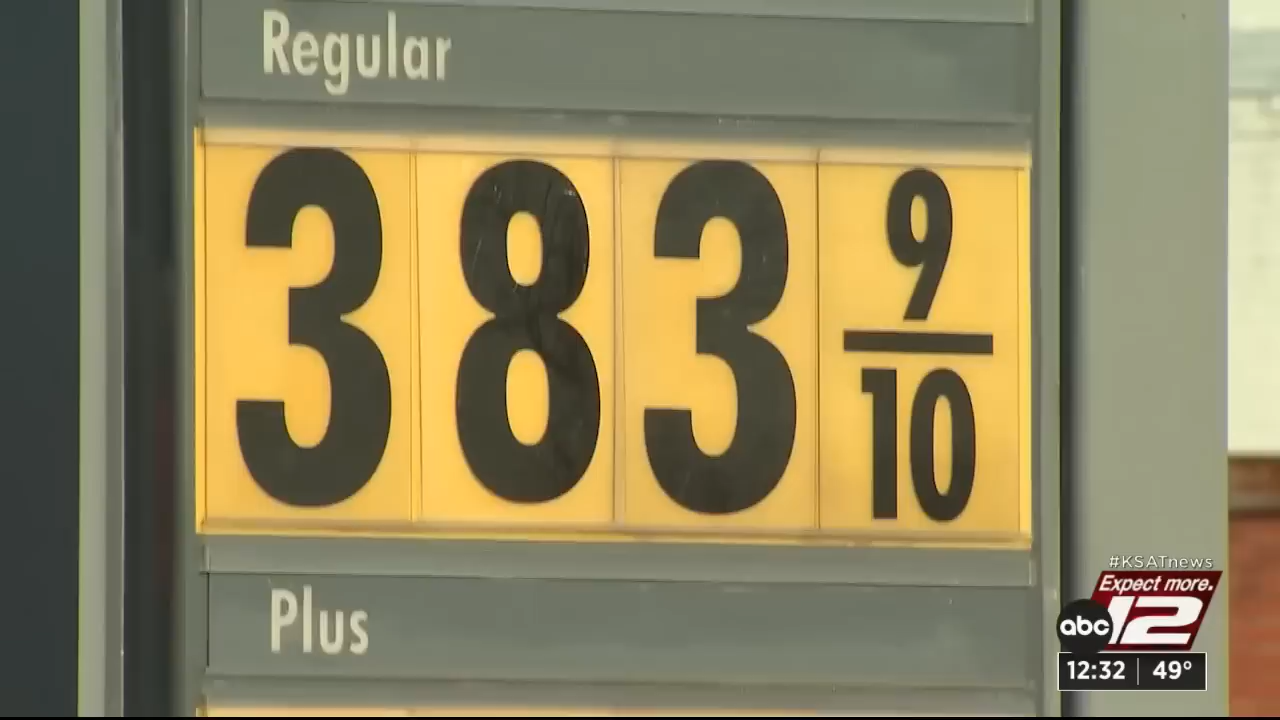 Regular
383 9/10
Plus
#KSATnews
Expect more.
abc 12
12:32 | 49°